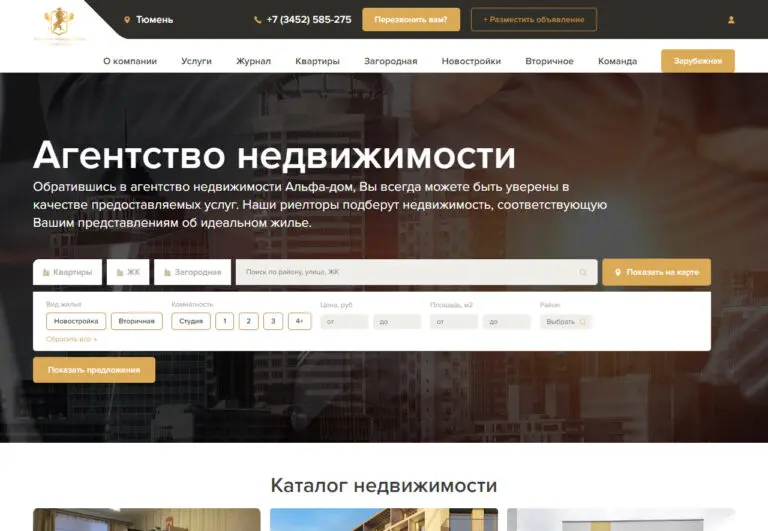 Тюмень
+7 (3452) 585-275
Перезвонить вам?
+ Разместить объявление
О компании
Услуги
Журнал
Квартиры
Загородная
Новостройки
Вторичное
Команда
Зарубежная
Агентство недвижимости
Обратившись в агентство недвижимости Альфа-дом, Вы всегда можете быть уверены в
качестве предоставляемых услуг. Наши риелторы подберут недвижимость, соответствующую
Вашим представлениям об идеальном жилье.
Квартиры
ЖК
Загородная
Поиск по району, улице, ЖК
Показать на карте
Вид жилья
Комнатность
Цена, руб
Площадь, м2
Район
Новостройка
Вторичная
Студия
1
2
3
4+
от
до
от
до
Выбрать
Сбросить все ×
Показать предложения
Каталог недвижимости